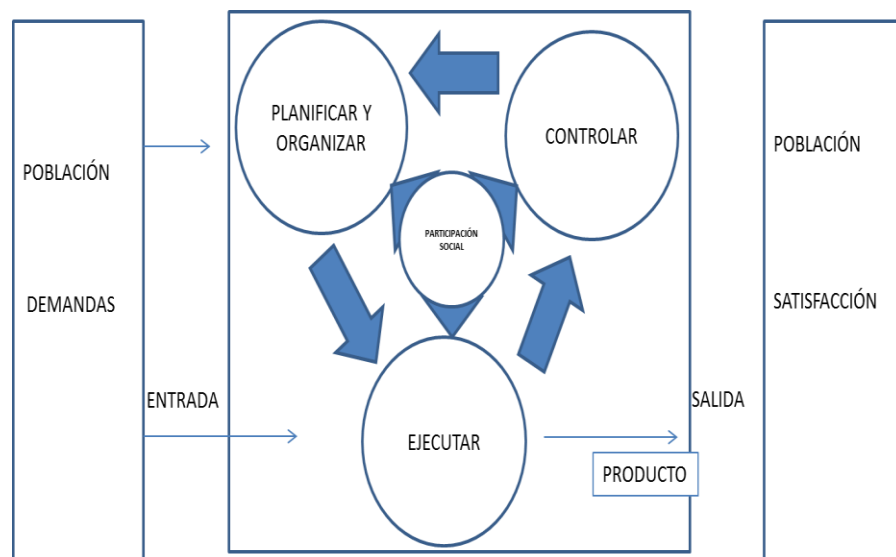 POBLACIÓN
DEMANDAS
ENTRADA
PLANIFICAR Y
ORGANIZAR
CONTROLAR
PARTICIPACIÓN
SOCIAL
EJECUTAR
PRODUCTO
SALIDA
POBLACIÓN
SATISFACCIÓN